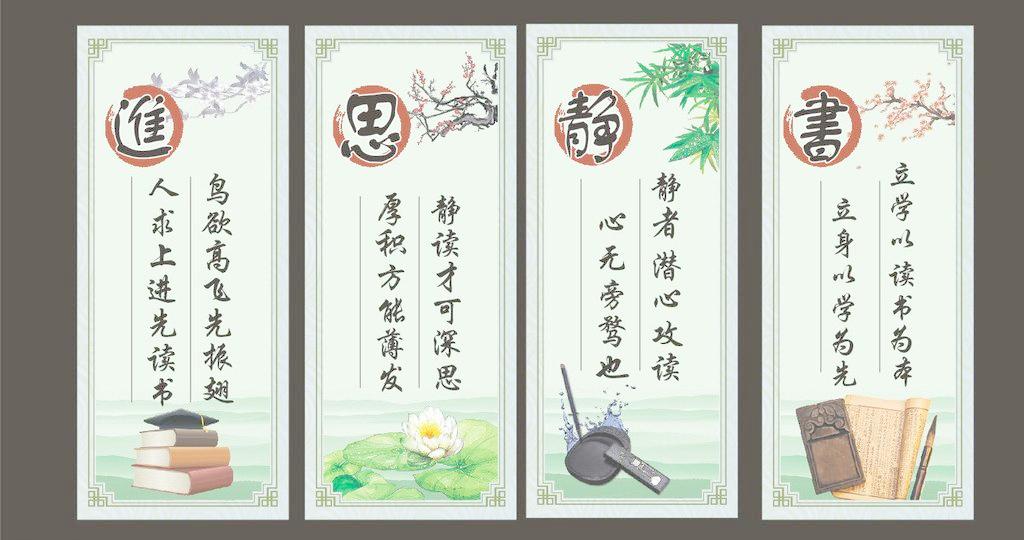 進
鸟欲高飞先振翅
人求上进先读书
思
静读才可深思
厚积方能薄发
静
静者潜心攻读
心无旁骛也
書
立学以读书为本
立身以学为先